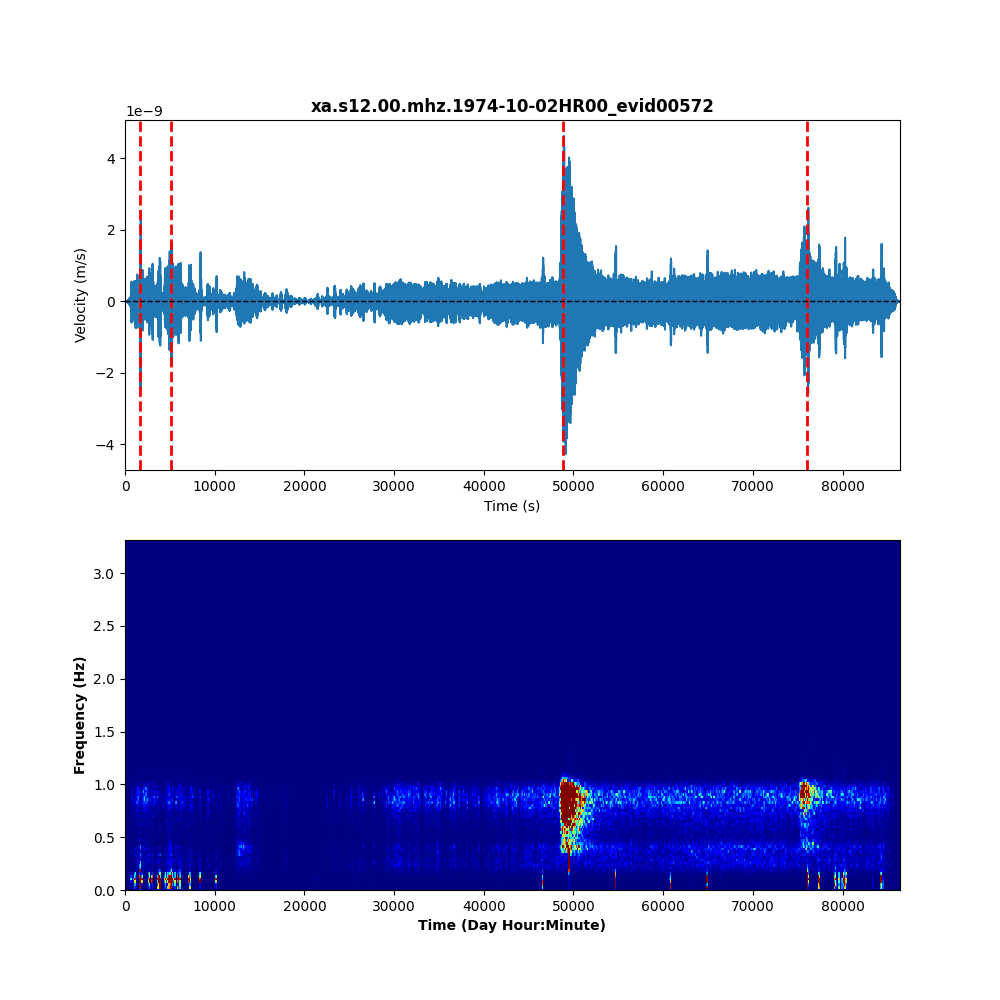 xa.s12.00.mhz.1974-10-02HR00_evid00572
1e−9
Velocity (m/s)
4
2
0
−2
−4
0 10000 20000 30000 40000 50000 60000 70000 80000
Time (s)
Frequency (Hz)
3.0
2.5
2.0
1.5
1.0
0.5
0.0
0 10000 20000 30000 40000 50000 60000 70000 80000
Time (Day Hour:Minute)